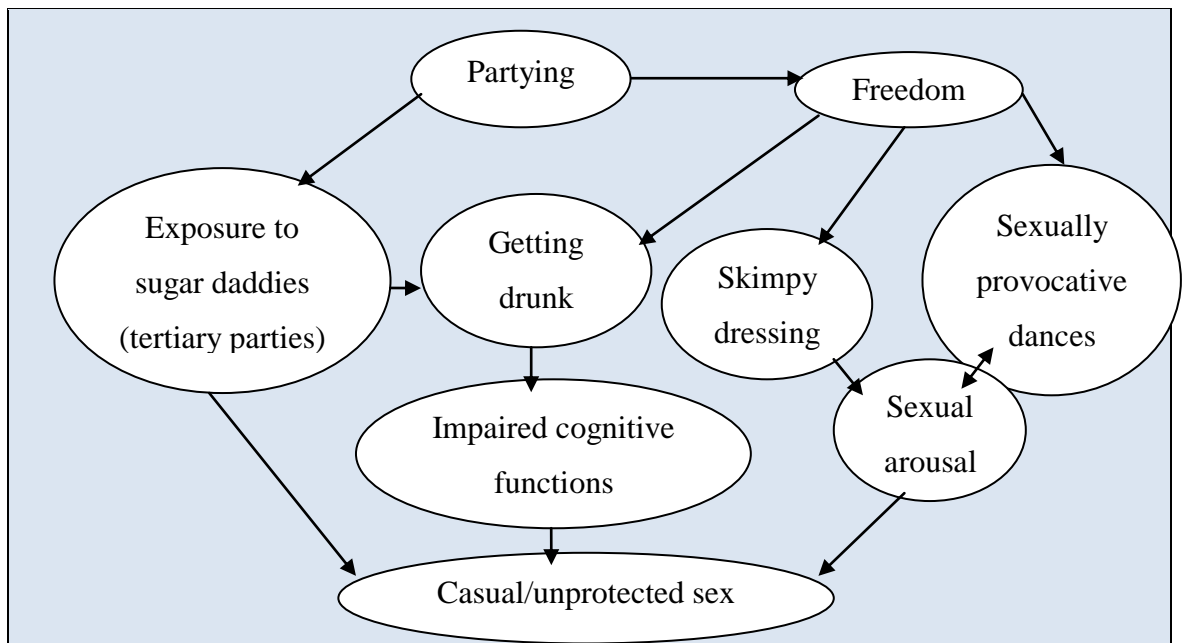 Partying
Freedom
Exposure to
sugar daddies
(tertiary parties)
Getting
drunk
Skimpy
dressing
Sexually
provocative
dances
Impaired cognitive
functions
Sexual
arousal
Casual/unprotected sex